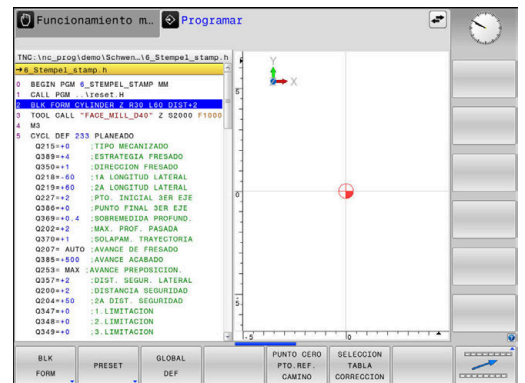 Funcionamiento m... Programar
TNC:\nc_prog\demo\Schwen...\6_Stempel_stamp.h
→6_Stempel_stamp.h
0 BEGIN PGM 6_STEMPEL_STAMP MM
1 CALL PGM ..\reset.H
2 BLK FORM CYLINDER Z R30 L60 DIST+2
3 TOOL CALL "FACE_MILL_D40" Z S2000 F1000
4 M3
5 CYCL DEF 233 PLANEADO
Q215=+0 ;TIPO MECANIZADO
Q389=+4 ;ESTRATEGIA FRESADO
Q350=+1 ;DIRECCION FRESADO
Q218=-60 ;1A LONGITUD LATERAL
Q219=+60 ;2A LONGITUD LATERAL
Q227=+2 ;PTO. INICIAL 3ER EJE
Q386=+0 ;PUNTO FINAL 3ER EJE
Q369=+0.4 ;SOBREMEDIDA PROFUND.
Q202=+2 ;MAX. PROF. PASADA
Q370=+1 ;SOLAPAM. TRAYECTORIA
Q207= AUTO ;AVANCE DE FRESADO
Q385=+500 ;AVANCE ACABADO
Q253= MAX ;AVANCE PREPOSICION.
Q357=+2 ;DIST. SEGUR. LATERAL
Q200=+2 ;DISTANCIA SEGURIDAD
Q204=+50 ;2A DIST. SEGURIDAD
Q347=+0 ;1.LIMITACION
Q348=+0 ;2.LIMITACION
Q349=+0 ;3.LIMITACION
Y
X
5
0
-5
-5
0
BLK
FORM
PRESET
GLOBAL
DEF
PUNTO CERO
PTO.REF.
CAMINO
SELECCION
TABLA
CORRECCION